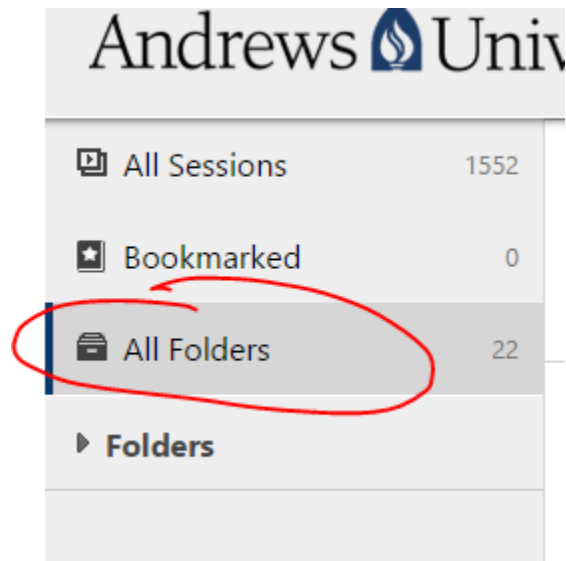 Andrews Univ
All Sessions 1552
Bookmarked 0
All Folders 22
Folders